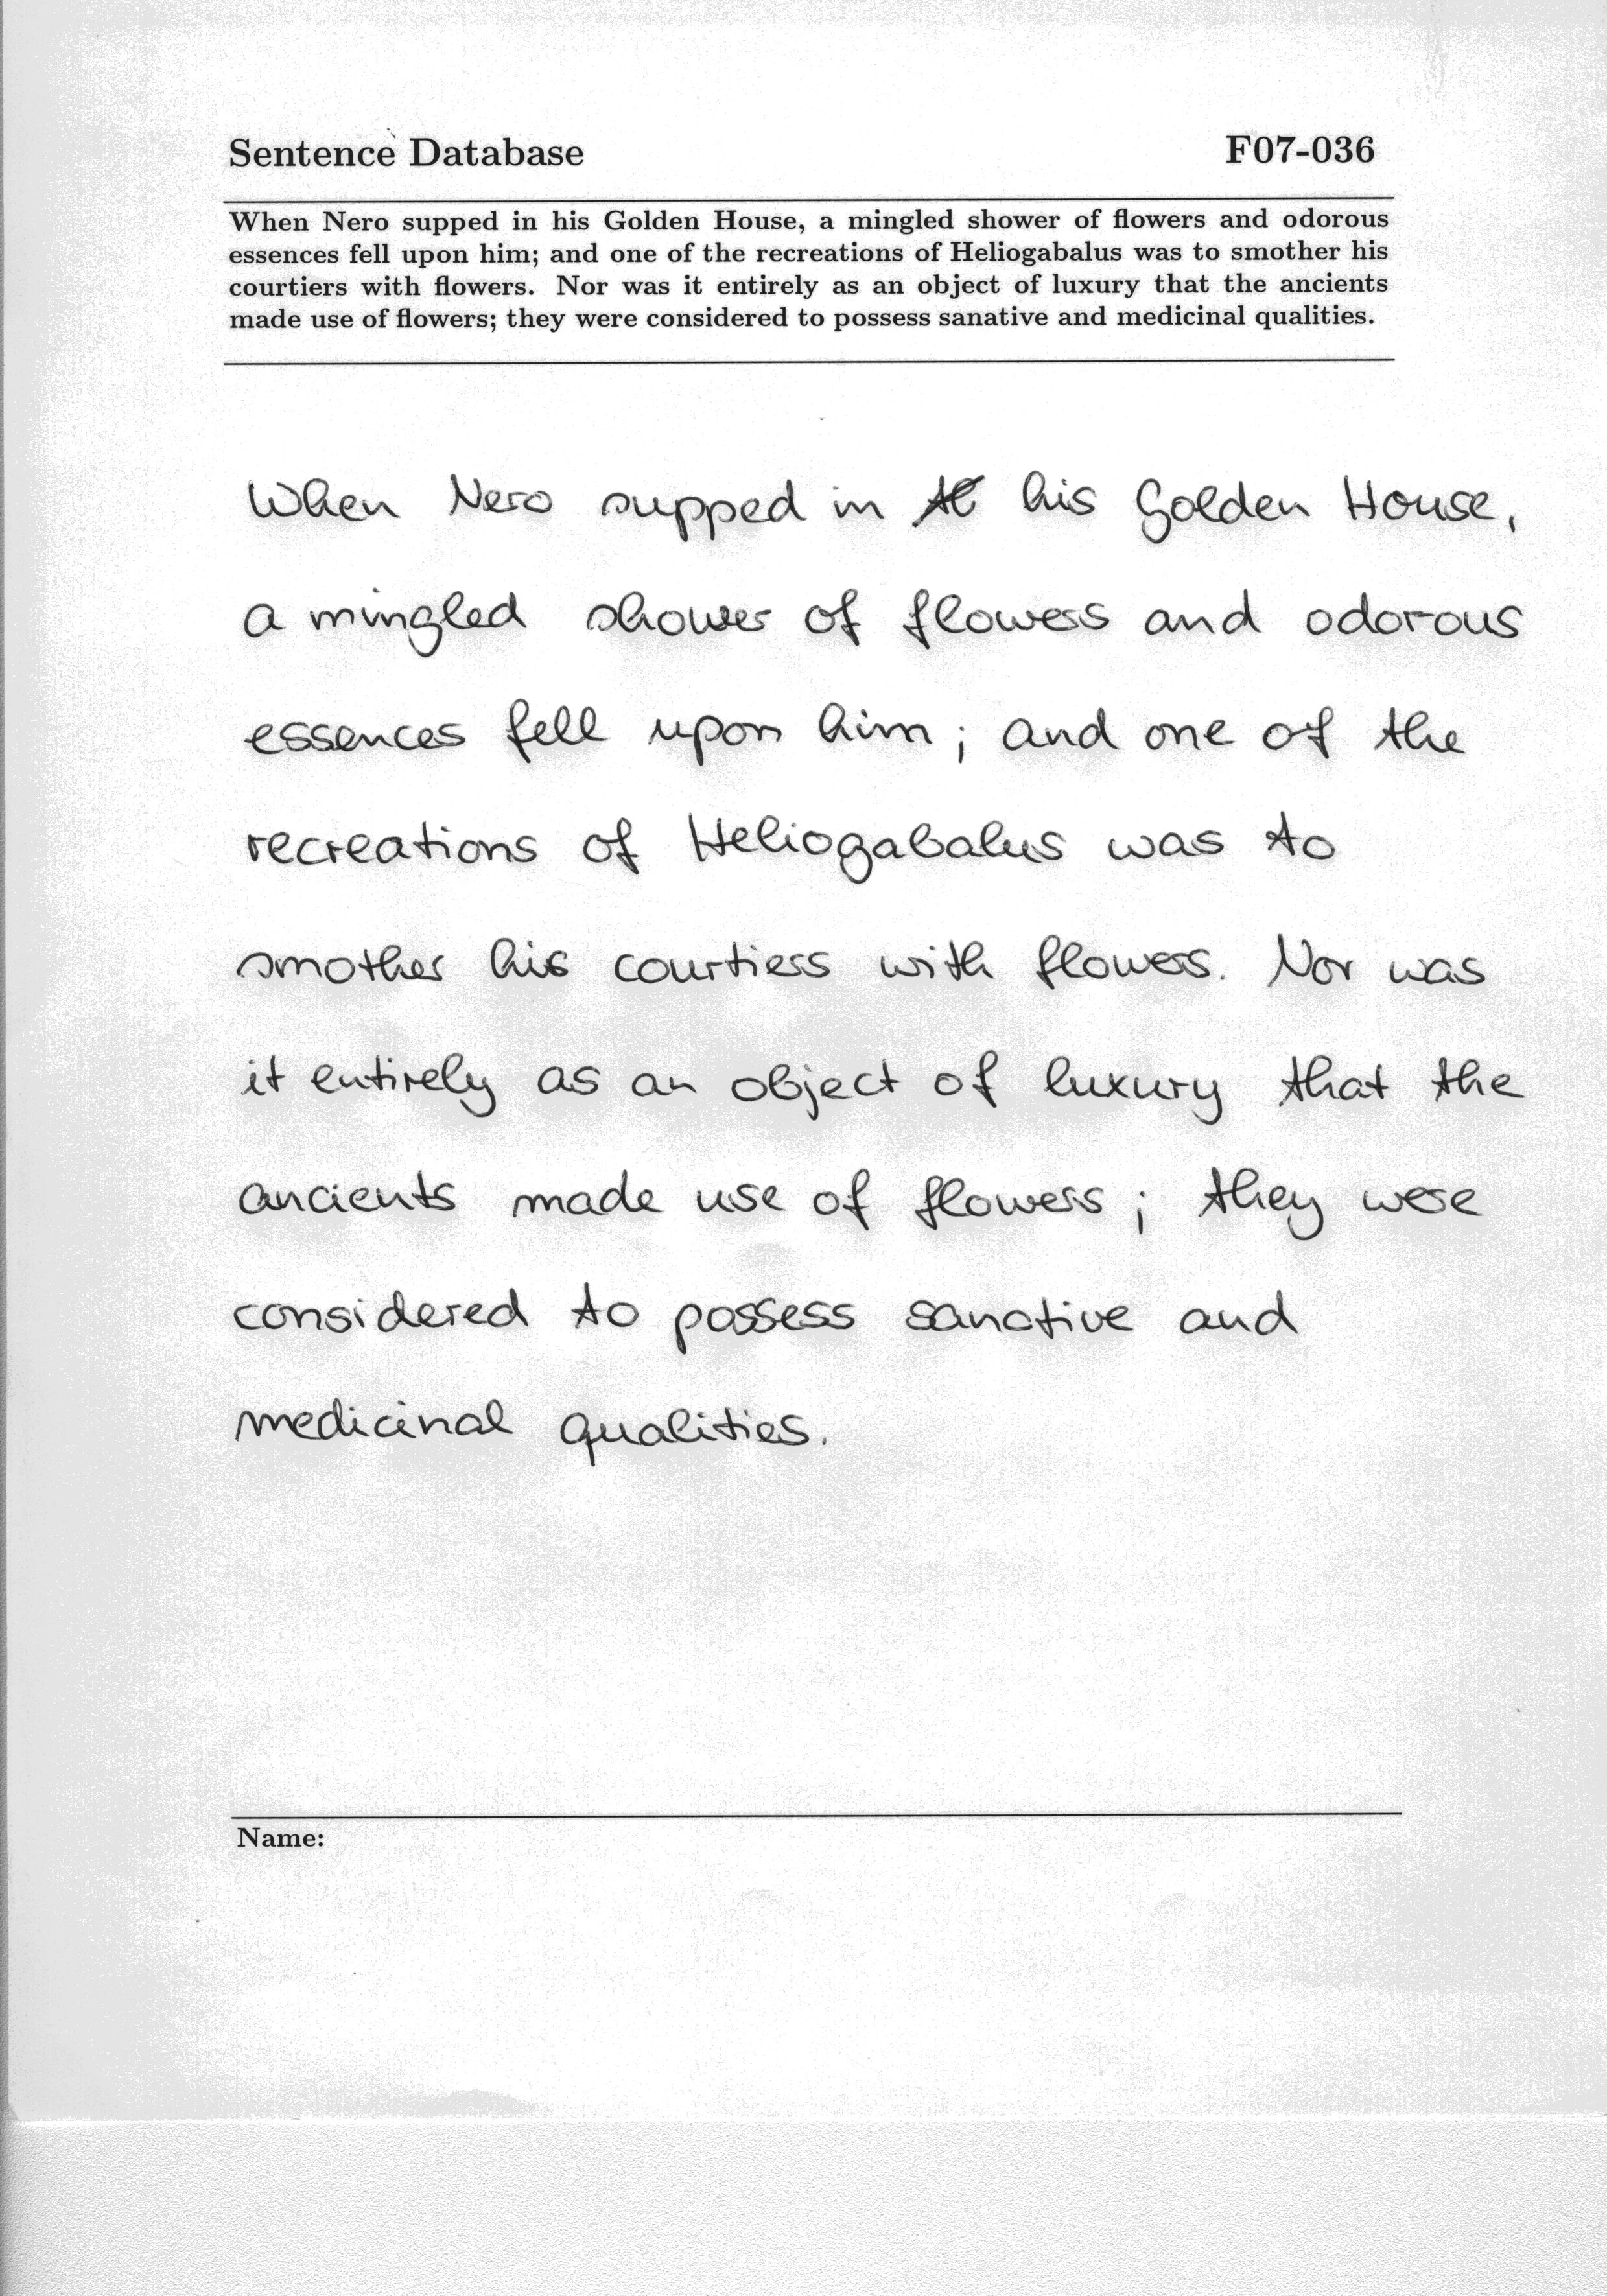 Sentence Database F07-036
When Nero supped in his Golden House, a mingled shower of flowers and odorous
essences fell upon him; and one of the recreations of Heliogabalus was to smother his
courtiers with flowers. Nor was it entirely as an object of luxury that the ancients
made use of flowers; they were considered to possess sanative and medicinal qualities.
When Nero supped in his Golden House,
a mingled shower of flowers and odorous
essences fell upon him; and one of the
recreations of Heliogabalus was to
smother his courtiers with flowers. Nor was
it entirely as an object of luxury that the
ancients made use of flowers; they were
considered to possess sanative and
medicinal qualities.
Name: